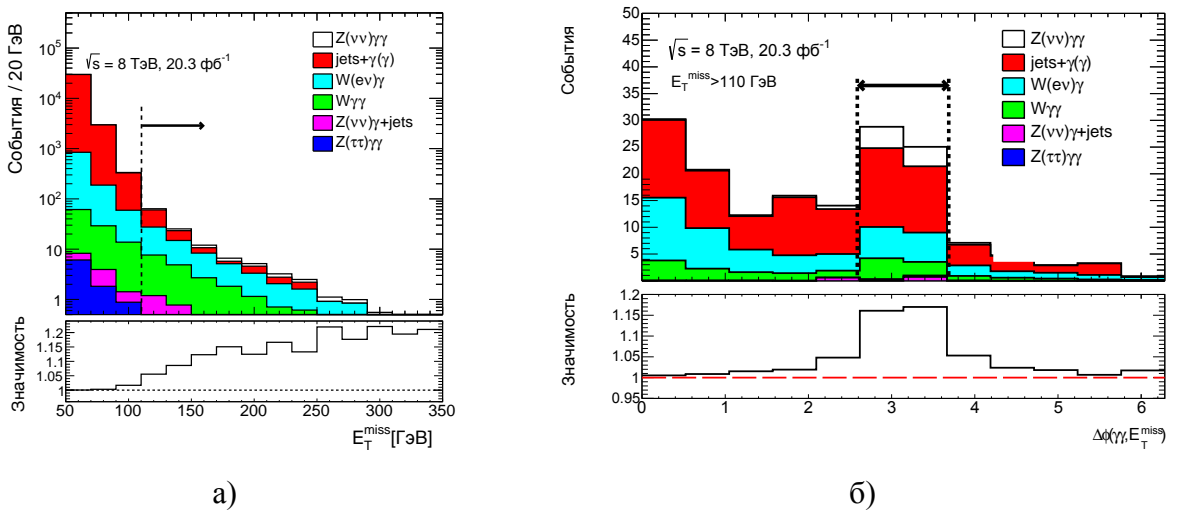 События / 20 ГэВ
10⁵
10⁴
10³
10²
10
1
√s = 8 ТэВ, 20.3 фб⁻¹
Z(νν)γγ
jets+γ(γ)
W(eν)γ
Wγγ
Z(νν)γ+jets
Z(ττ)γγ
Значимость
1.2
1.15
1.1
1.05
1
50 100 150 200 250 300 350
E_T^miss[ГэВ]
а)
События
50
45
40
35
30
25
20
15
10
5
√s = 8 ТэВ, 20.3 фб⁻¹
E_T^miss>110 ГэВ
Z(νν)γγ
jets+γ(γ)
W(eν)γ
Wγγ
Z(νν)γ+jets
Z(ττ)γγ
Значимость
1.2
1.15
1.1
1.05
1
0.95
0 1 2 3 4 5 6
Δϕ(γγ,E_T^miss)
б)